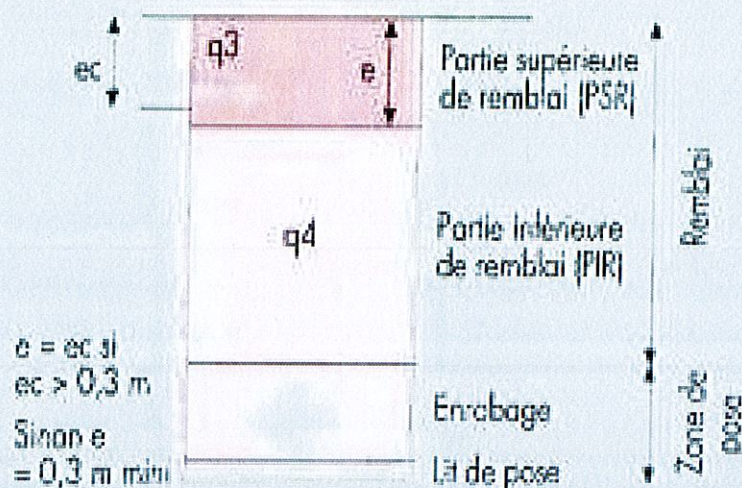 ec
q3
e
Partie supérieure
de remblai (PSR)
q4
Partie inférieure
de remblai (PIR)
Remblai
e = ec si
ec > 0,3 m
Sinon e
= 0,3 m mini
Enrobage
Lit de pose
Zone de
pose